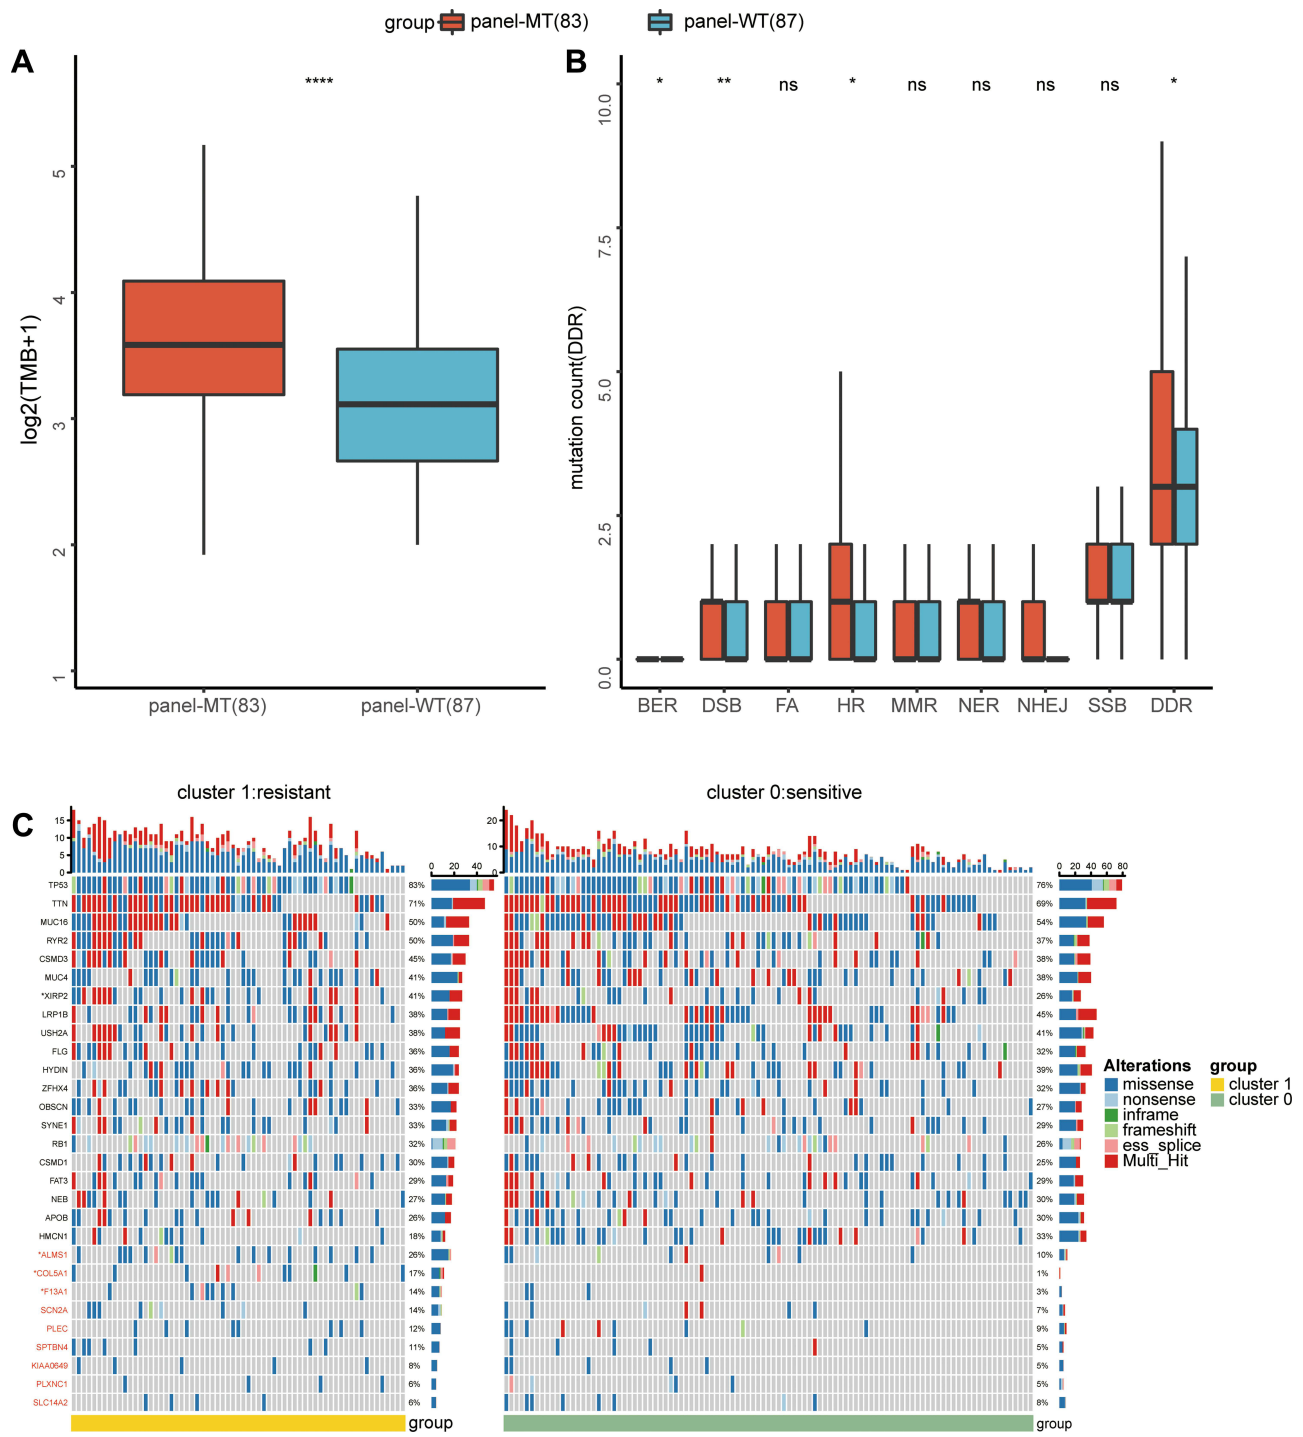 group panel-MT(83) panel-WT(87)
A
****
log2(TMB+1)
5
4
3
2
1
panel-MT(83) panel-WT(87)
B
* ** ns * ns ns ns ns *
mutation count(DDR)
10.0
7.5
5.0
2.5
0.0
BER DSB FA HR MMR NER NHEJ SSB DDR
C
cluster 1:resistant
cluster 0:sensitive
15
10
5
0
20
10
0
0 20 40
0 20 40 60 80
TP53 83% 76%
TTN 71% 69%
MUC16 50% 54%
RYR2 50% 37%
CSMD3 45% 38%
MUC4 41% 38%
*XIRP2 41% 26%
LRP1B 38% 45%
USH2A 38% 41%
FLG 36% 32%
HYDIN 36% 39%
ZFHX4 36% 32%
OBSCN 33% 27%
SYNE1 33% 29%
RB1 32% 26%
CSMD1 30% 25%
FAT3 29% 29%
NEB 27% 30%
APOB 26% 30%
HMCN1 18% 33%
*ALMS1 26% 10%
*COL5A1 17% 1%
*F13A1 14% 3%
SCN2A 14% 7%
PLEC 12% 9%
SPTBN4 11% 5%
KIAA0649 8% 5%
PLXNC1 6% 5%
SLC14A2 6% 8%
group group
Alterations
missense
nonsense
inframe
frameshift
ess_splice
Multi_Hit
group
cluster 1
cluster 0